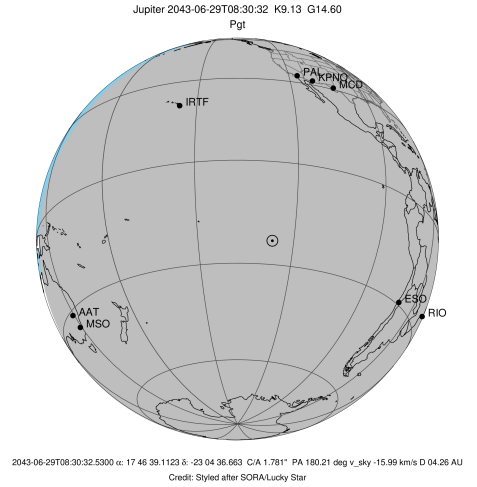 Jupiter 2043-06-29T08:30:32 K9.13 G14.60
Pgt
PAL
KPNO
MCD
IRTF
AAT
MSO
ESO
RIO
2043-06-29T08:30:32.5300 α: 17 46 39.1123 δ: -23 04 36.663 C/A 1.781" PA 180.21 deg v_sky -15.99 km/s D 04.26 AU
Credit: Styled after SORA/Lucky Star